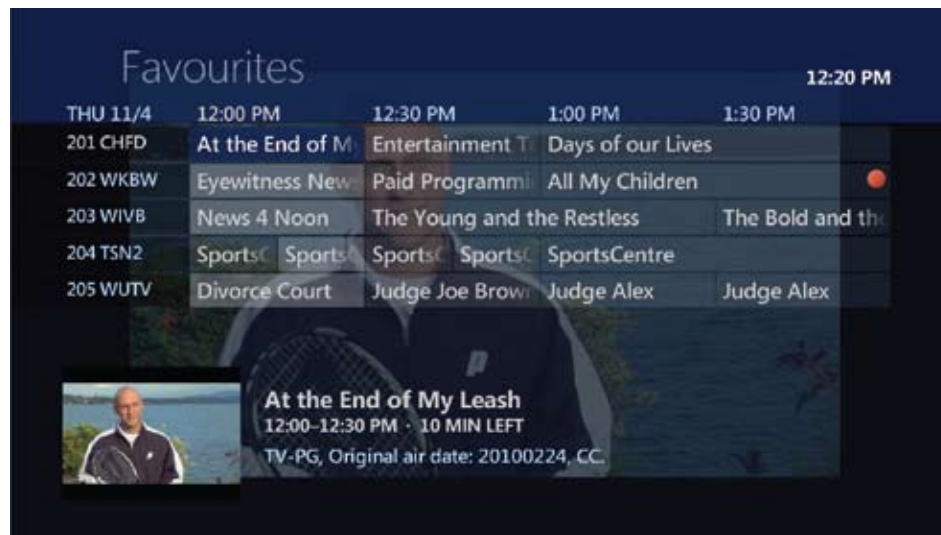 Favourites
12:20 PM
THU 11/4 12:00 PM 12:30 PM 1:00 PM 1:30 PM
201 CHFD At the End of M Entertainment T Days of our Lives
202 WKBW Eyewitness New Paid Programmi All My Children
203 WIVB News 4 Noon The Young and the Restless The Bold and the
204 TSN2 SportsC Sports SportsC SportsC SportsCentre
205 WUTV Divorce Court Judge Joe Brow Judge Alex Judge Alex
At the End of My Leash
12:00–12:30 PM · 10 MIN LEFT
TV-PG, Original air date: 20100224, CC.